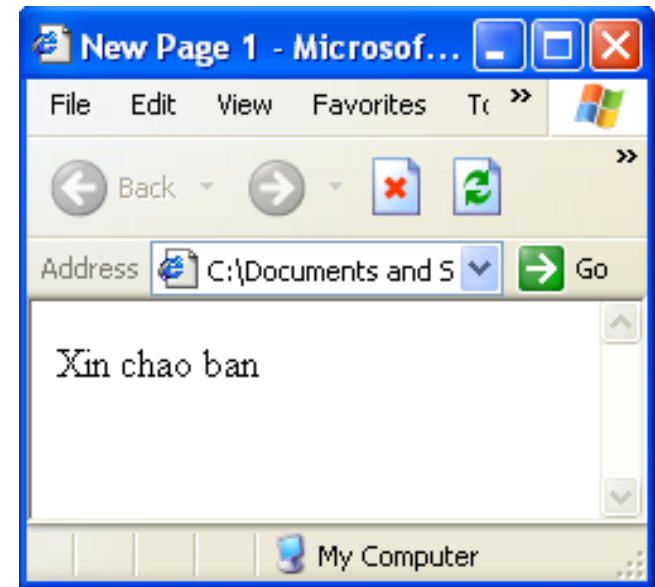 New Page 1 - Microsof...
File Edit View Favorites »
Back »
Address C:\Documents and S Go
Xin chao ban
My Computer